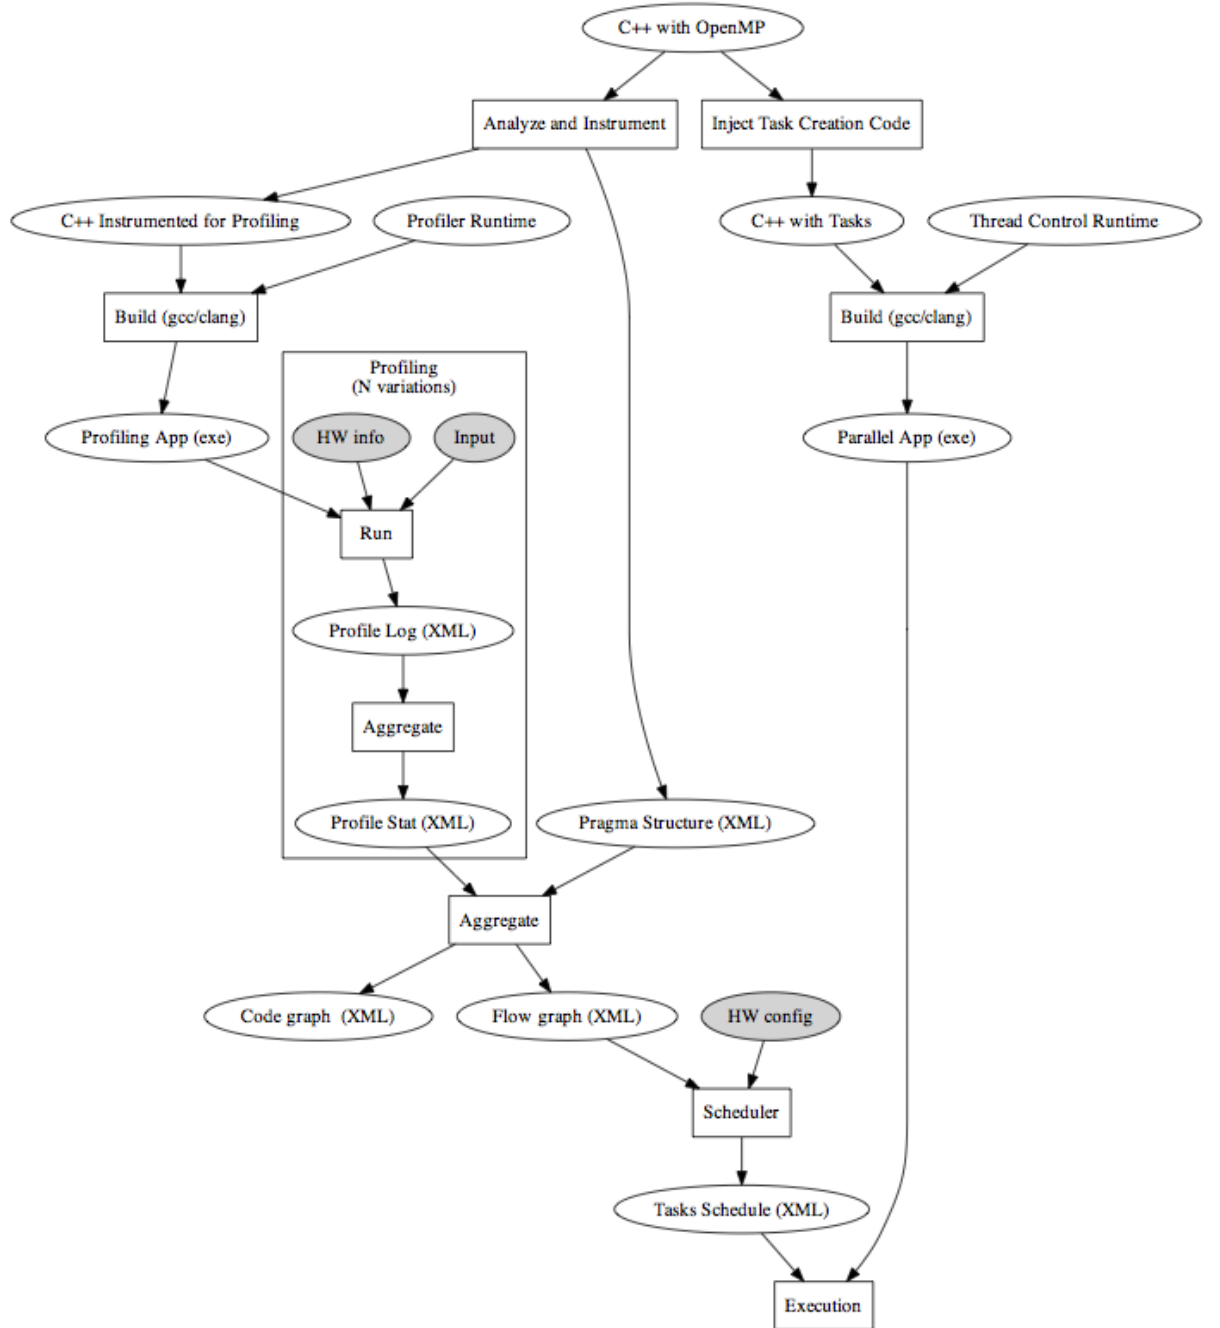 C++ with OpenMP
Analyze and Instrument
Inject Task Creation Code
C++ Instrumented for Profiling
Profiler Runtime
C++ with Tasks
Thread Control Runtime
Build (gcc/clang)
Build (gcc/clang)
Profiling
(N variations)
Profiling App (exe)
HW info
Input
Parallel App (exe)
Run
Profile Log (XML)
Aggregate
Profile Stat (XML)
Pragma Structure (XML)
Aggregate
Code graph (XML)
Flow graph (XML)
HW config
Scheduler
Tasks Schedule (XML)
Execution